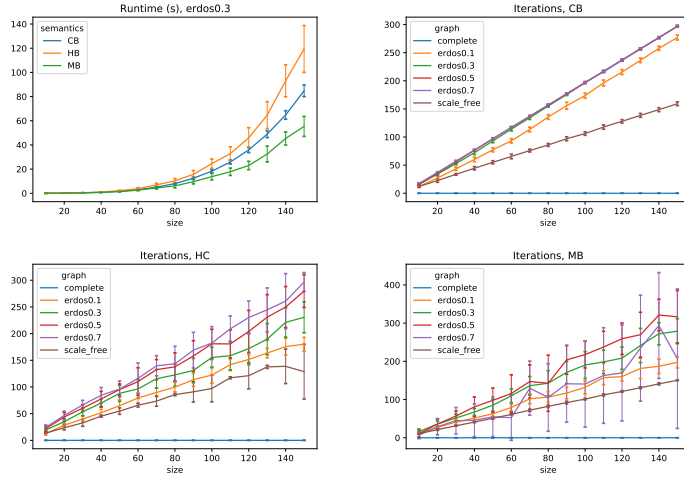 Runtime (s), erdos0.3
semantics
CB
HB
MB
140
120
100
80
60
40
20
0
20 40 60 80 100 120 140
size
Iterations, CB
graph
complete
erdos0.1
erdos0.3
erdos0.5
erdos0.7
scale_free
300
250
200
150
100
50
0
20 40 60 80 100 120 140
size
Iterations, HC
graph
complete
erdos0.1
erdos0.3
erdos0.5
erdos0.7
scale_free
300
250
200
150
100
50
0
20 40 60 80 100 120 140
size
Iterations, MB
graph
complete
erdos0.1
erdos0.3
erdos0.5
erdos0.7
scale_free
400
300
200
100
0
20 40 60 80 100 120 140
size